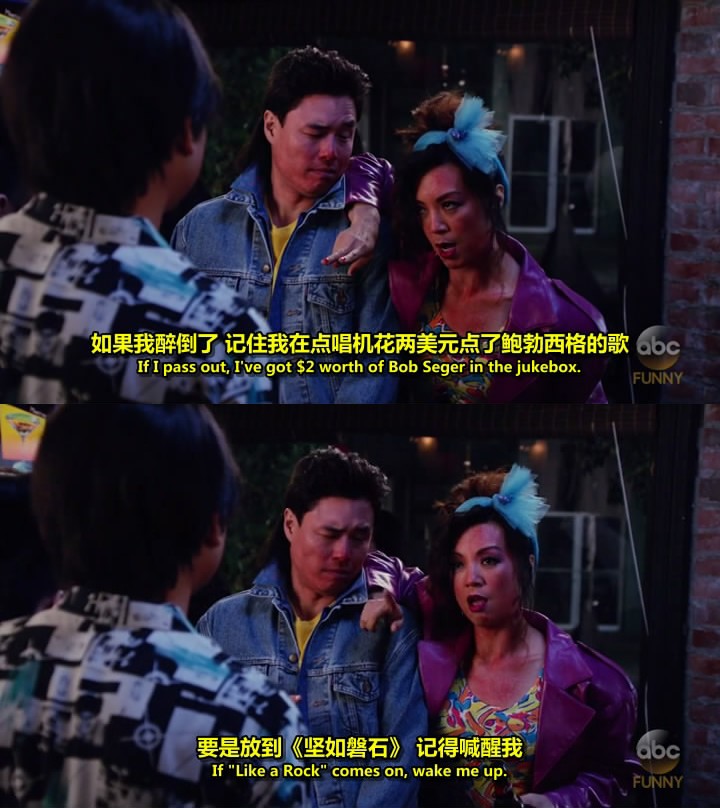 如果我醉倒了 记住我在点唱机花两美元点了鲍勃西格的歌
If I pass out, I've got $2 worth of Bob Seger in the jukebox.
abc
FUNNY
要是放到《坚如磐石》 记得喊醒我
If "Like a Rock" comes on, wake me up.
abc
FUNNY